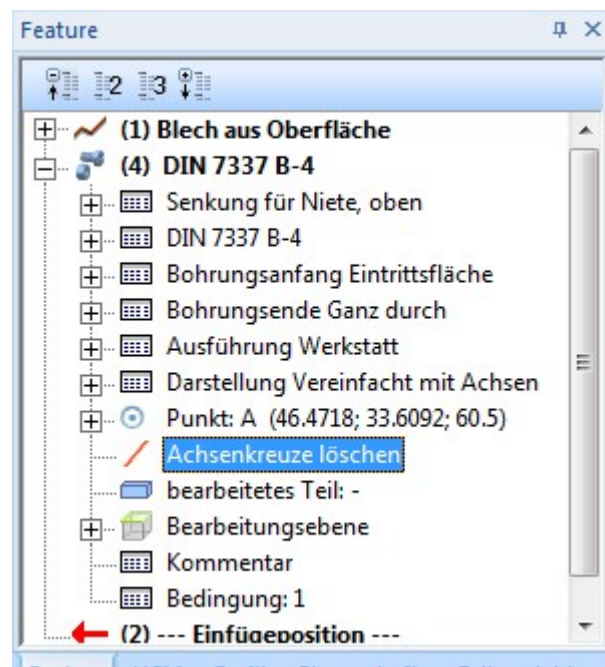 Feature
2 3
(1) Blech aus Oberfläche
(4) DIN 7337 B-4
Senkung für Niete, oben
DIN 7337 B-4
Bohrungsanfang Eintrittsfläche
Bohrungsende Ganz durch
Ausführung Werkstatt
Darstellung Vereinfacht mit Achsen
Punkt: A (46.4718; 33.6092; 60.5)
Achsenkreuze löschen
bearbeitetes Teil: -
Bearbeitungsebene
Kommentar
Bedingung: 1
(2) --- Einfügeposition ---